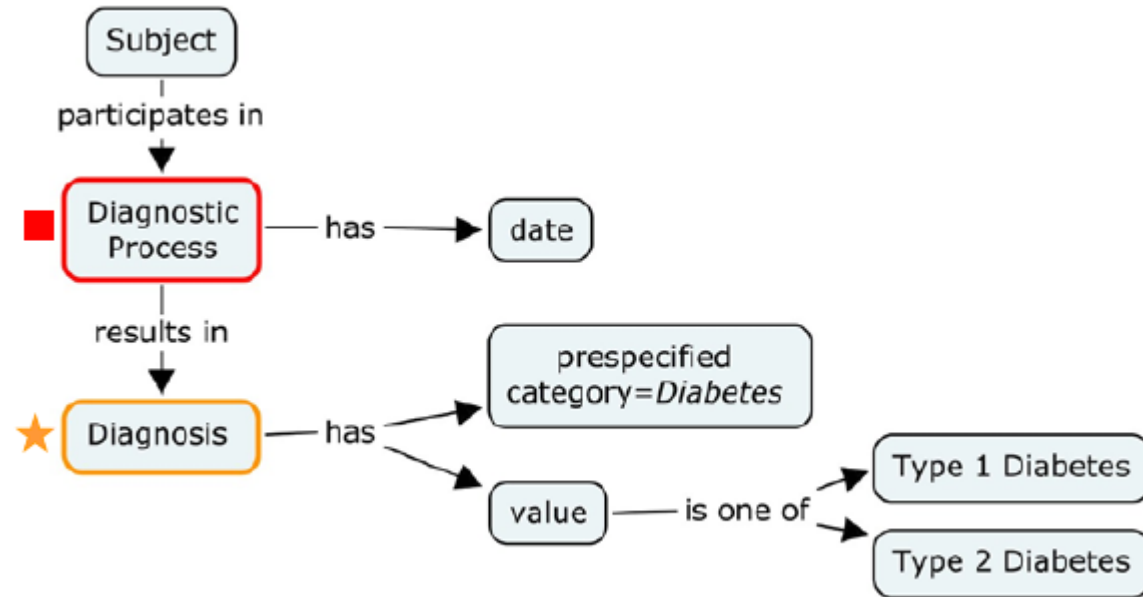 Subject
participates in
Diagnostic
Process
has
date
results in
prespecified
category=Diabetes
Diagnosis
has
value
is one of
Type 1 Diabetes
Type 2 Diabetes